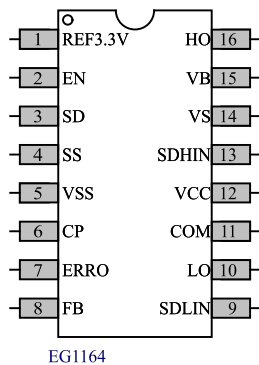 1 REF3.3V HO 16
2 EN VB 15
3 SD VS 14
4 SS SDHIN 13
5 VSS VCC 12
6 CP COM 11
7 ERRO LO 10
8 FB SDLIN 9
EG1164